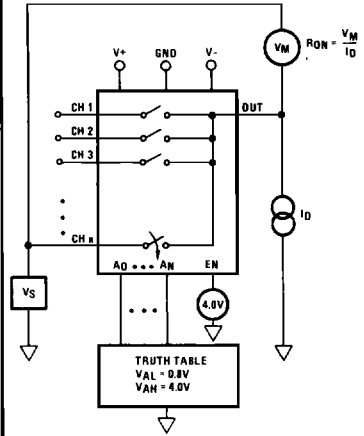 V+ GND V-
VM RON = VM/ID
CH 1 OUT
CH 2
CH 3
ID
CH n
A0 ••• AN EN
VS
4.0V
TRUTH TABLE
VAL = 0.8V
VAH = 4.0V